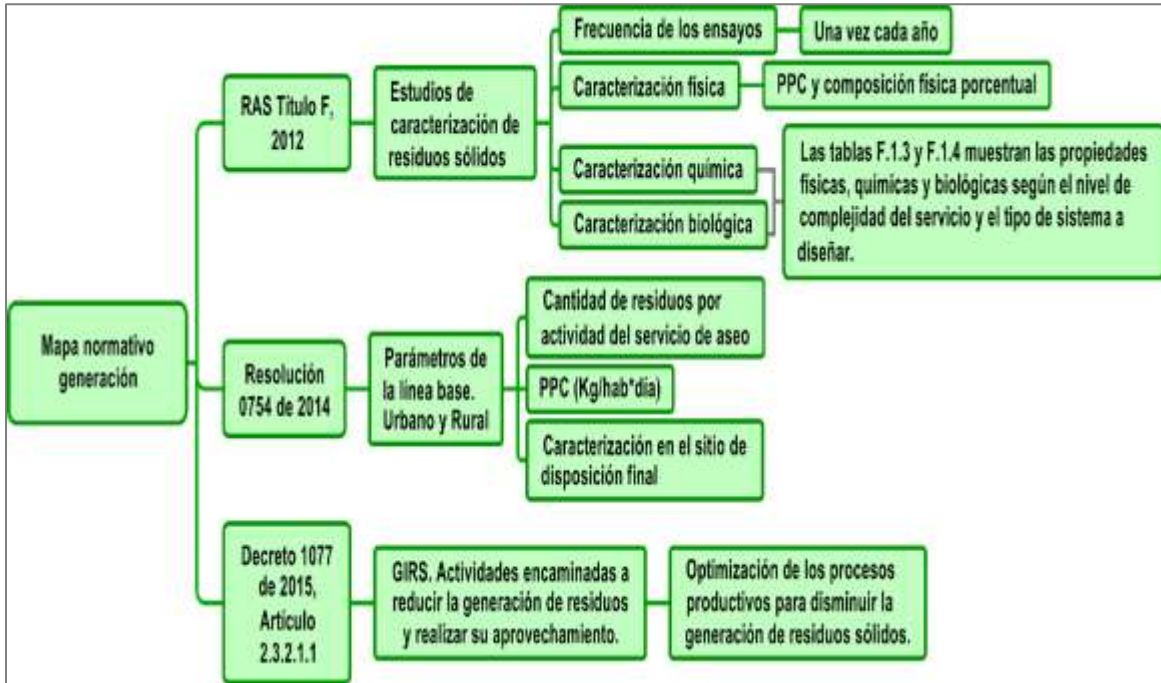 Mapa normativo
generación
RAS Título F,
2012
Estudios de
caracterización de
residuos sólidos
Frecuencia de los ensayos
Una vez cada año
Caracterización física
PPC y composición física porcentual
Caracterización química
Caracterización biológica
Las tablas F.1.3 y F.1.4 muestran las propiedades
físicas, químicas y biológicas según el nivel de
complejidad del servicio y el tipo de sistema a
diseñar.
Resolución
0754 de 2014
Parámetros de
la línea base.
Urbano y Rural
Cantidad de residuos por
actividad del servicio de aseo
PPC (Kg/hab*día)
Caracterización en el sitio de
disposición final
Decreto 1077
de 2015,
Artículo
2.3.2.1.1
GIRS. Actividades encaminadas a
reducir la generación de residuos
y realizar su aprovechamiento.
Optimización de los procesos
productivos para disminuir la
generación de residuos sólidos.